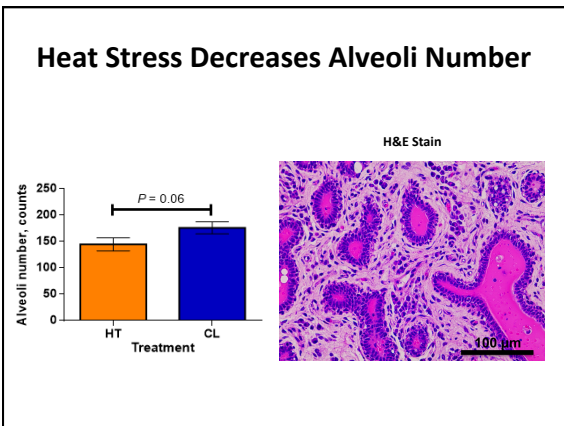 Heat Stress Decreases Alveoli Number
H&E Stain
Alveoli number, counts
250
200
150
100
50
0
P = 0.06
HT
CL
Treatment
100 µm